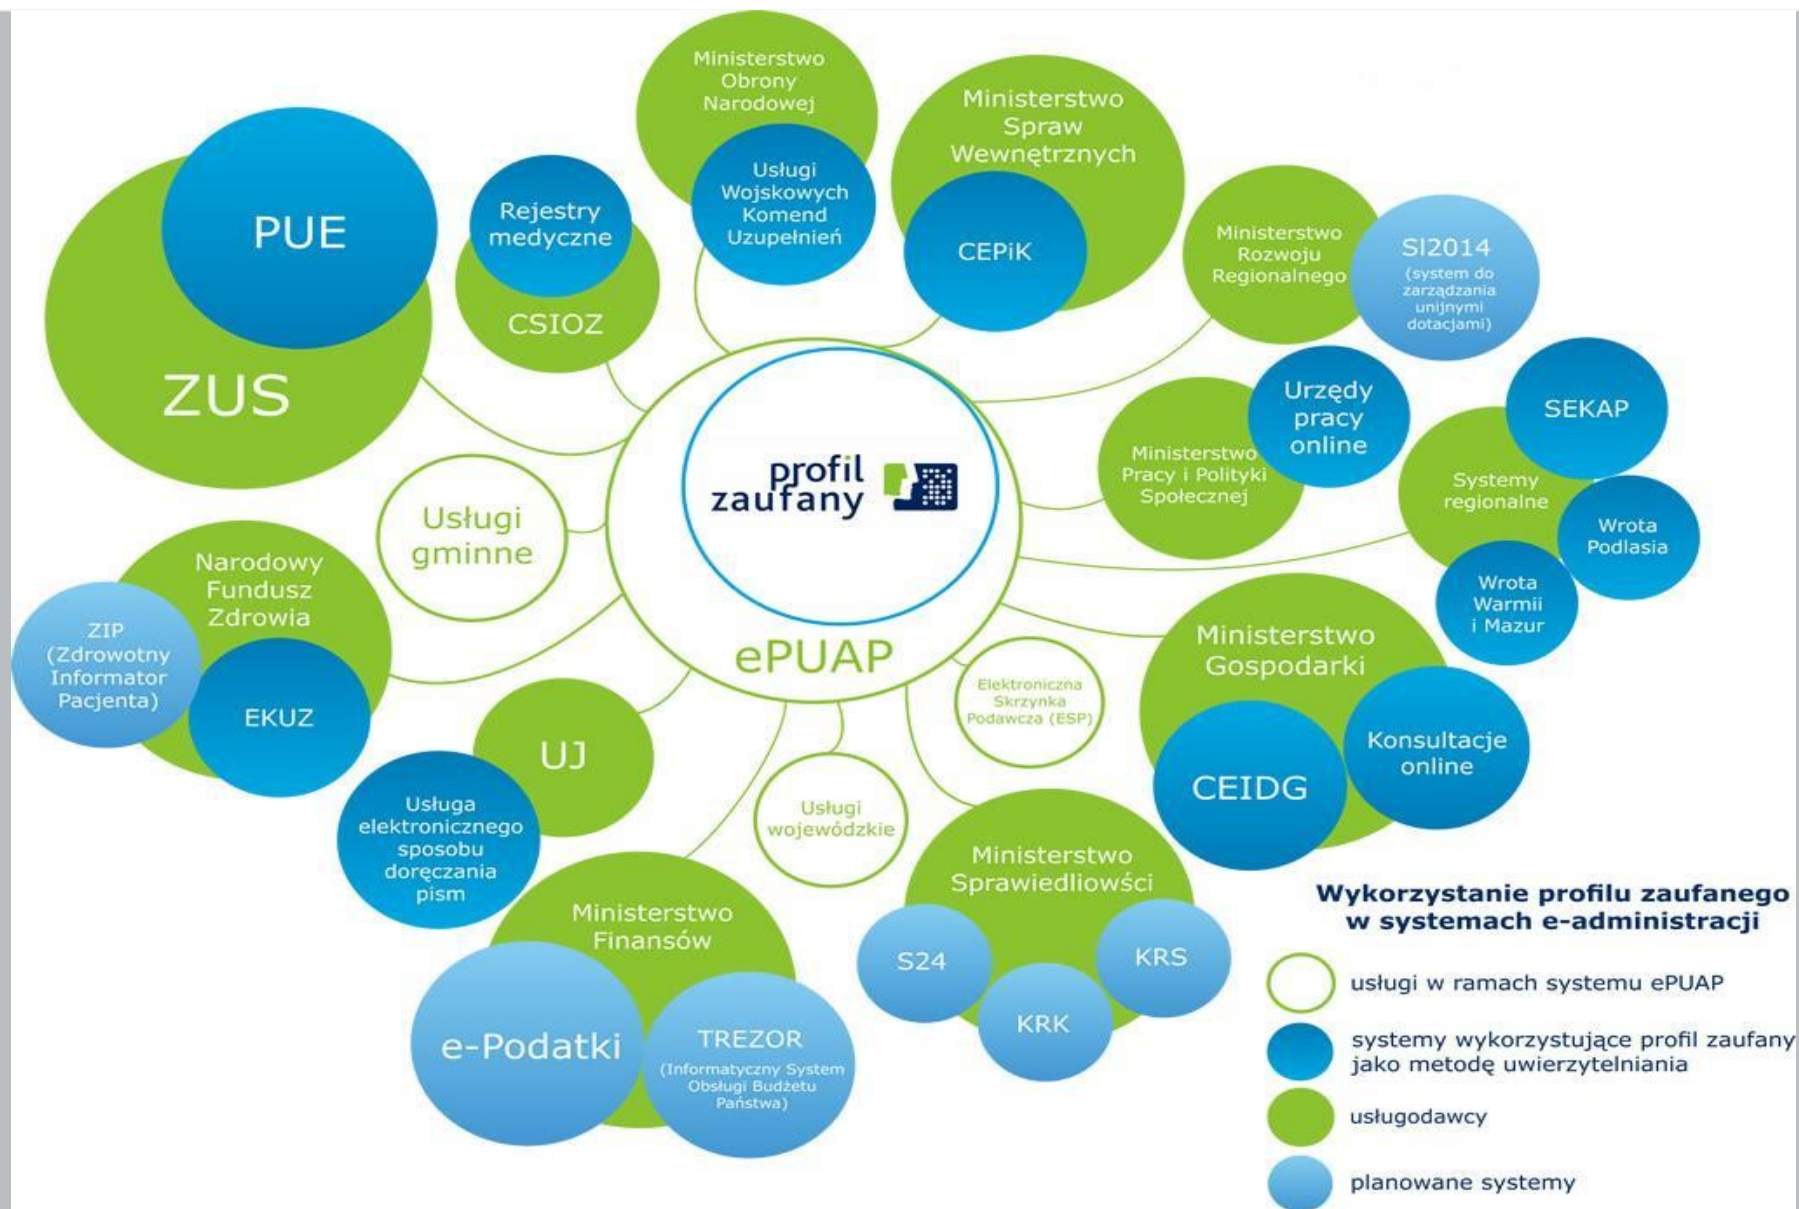 Ministerstwo
Obrony
Narodowej
Usługi
Wojskowych
Komend
Uzupełnień
Ministerstwo
Spraw
Wewnętrznych
CEPiK
PUE
ZUS
Rejestry
medyczne
CSIOZ
Ministerstwo
Rozwoju
Regionalnego
SI2014
(system do
zarządzania
unijnymi
dotacjami)
Urzędy
pracy
online
Ministerstwo
Pracy i Polityki
Społecznej
SEKAP
Systemy
regionalne
Wrota
Podlasia
Wrota
Warmii
i Mazur
profil
zaufany
ePUAP
Usługi
gminne
Narodowy
Fundusz
Zdrowia
ZIP
(Zdrowotny
Informator
Pacjenta)
EKUZ
UJ
Usługa
elektronicznego
sposobu
doręczania
pism
Elektroniczna
Skrzynka
Podawcza (ESP)
Usługi
wojewódzkie
Ministerstwo
Gospodarki
CEIDG
Konsultacje
online
Ministerstwo
Sprawiedliowści
S24
KRK
KRS
Ministerstwo
Finansów
e-Podatki
TREZOR
(Informatyczny System
Obsługi Budżetu
Państwa)
Wykorzystanie profilu zaufanego
w systemach e-administracji
usługi w ramach systemu ePUAP
systemy wykorzystujące profil zaufany
jako metodę uwierzytelniania
usługodawcy
planowane systemy